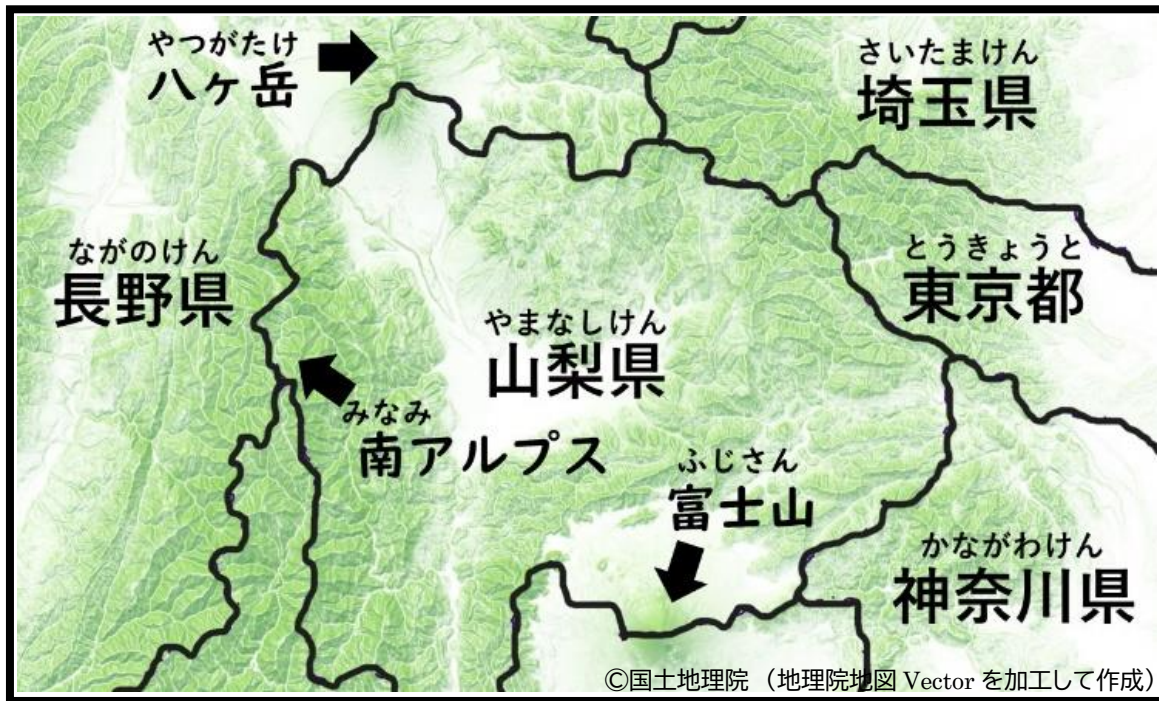 やつがたけ
八ヶ岳
さいたまけん
埼玉県
ながのけん
長野県
とうきょうと
東京都
やまなしけん
山梨県
みなみ
南アルプス
ふじさん
富士山
かながわけん
神奈川県
©国土地理院 (地理院地図 Vector を加工して作成)